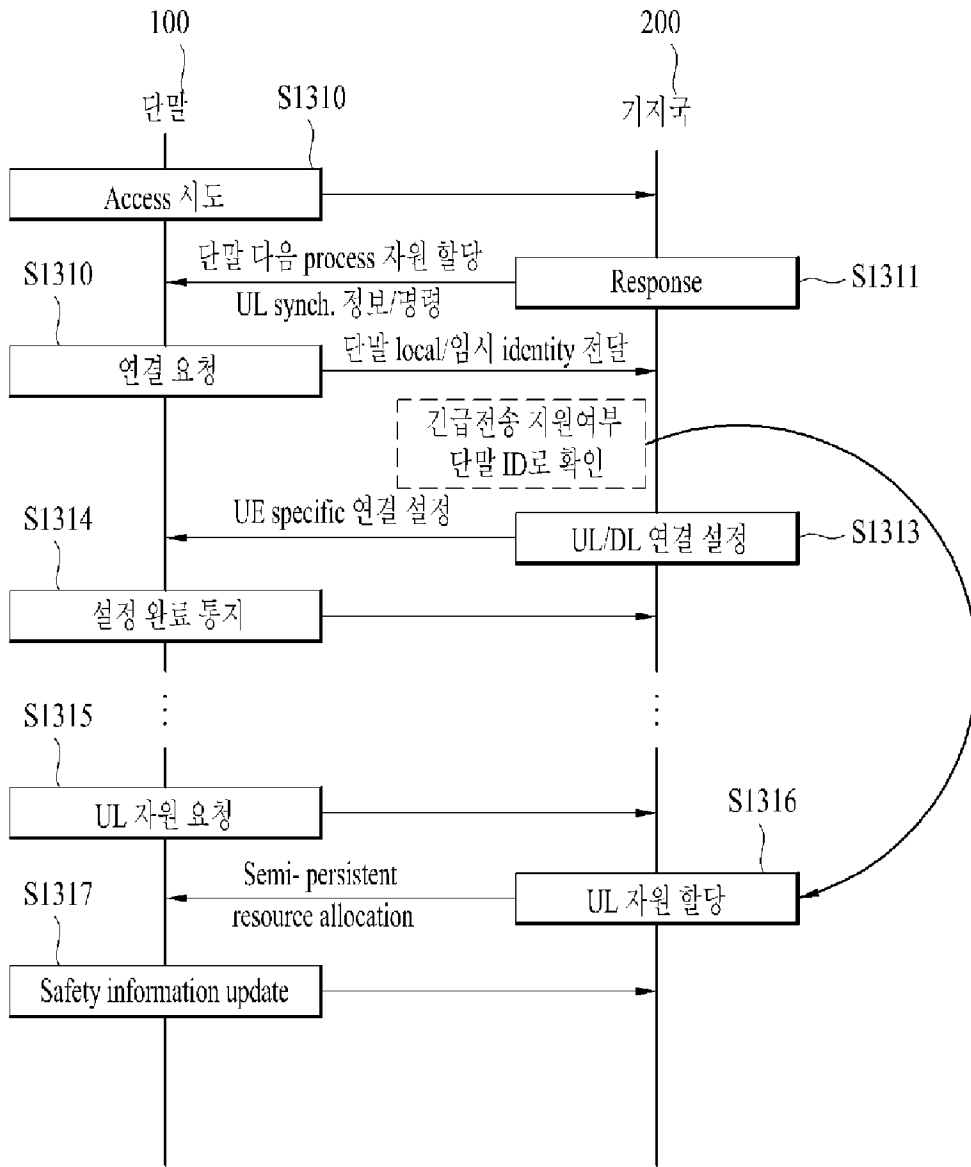 100
200
단말
S1310
기지국
Access 시도
단말 다음 process 자원 할당
S1310
Response
S1311
UL synch. 정보/명령
단말 local/임시 identity 전달
연결 요청
긴급전송 지원여부
단말 ID로 확인
UE specific 연결 설정
S1314
UL/DL 연결 설정
S1313
설정 완료 통지
S1315
UL 자원 요청
S1316
Semi- persistent
S1317
UL 자원 할당
resource allocation
Safety information update